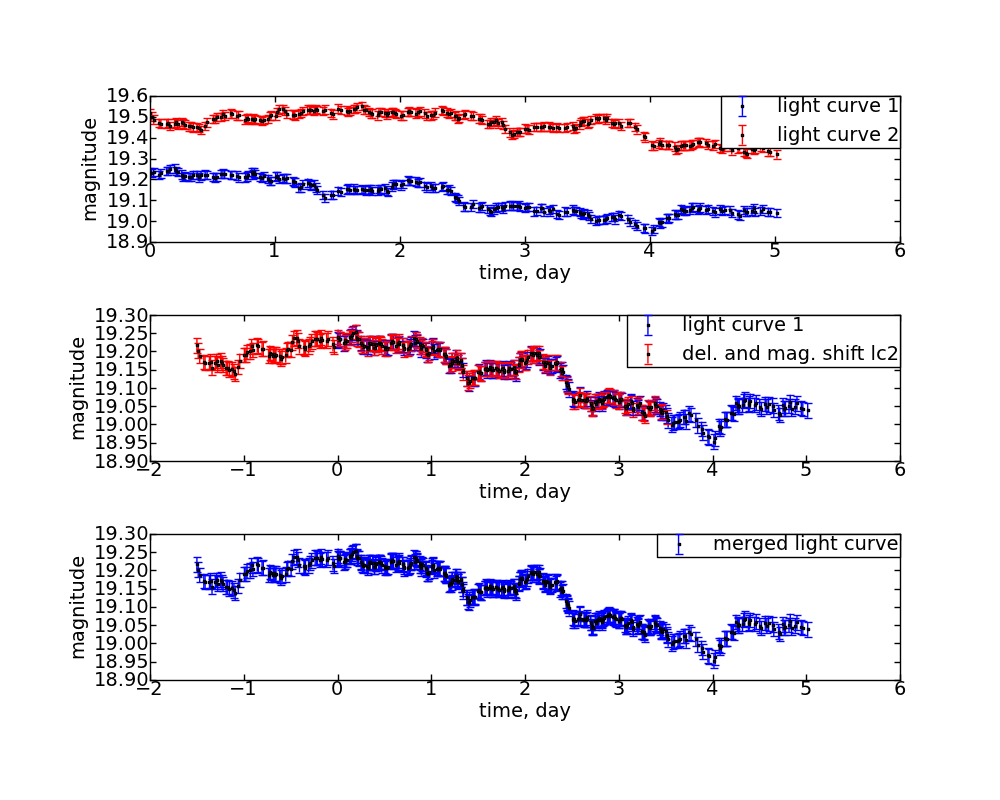 19.6
19.5
19.4
19.3
19.2
19.1
19.0
18.9
magnitude
light curve 1
light curve 2
0 1 2 3 4 5 6
time, day
19.30
19.25
19.20
19.15
19.10
19.05
19.00
18.95
18.90
magnitude
light curve 1
del. and mag. shift lc2
−2 −1 0 1 2 3 4 5 6
time, day
19.30
19.25
19.20
19.15
19.10
19.05
19.00
18.95
18.90
magnitude
merged light curve
−2 −1 0 1 2 3 4 5 6
time, day